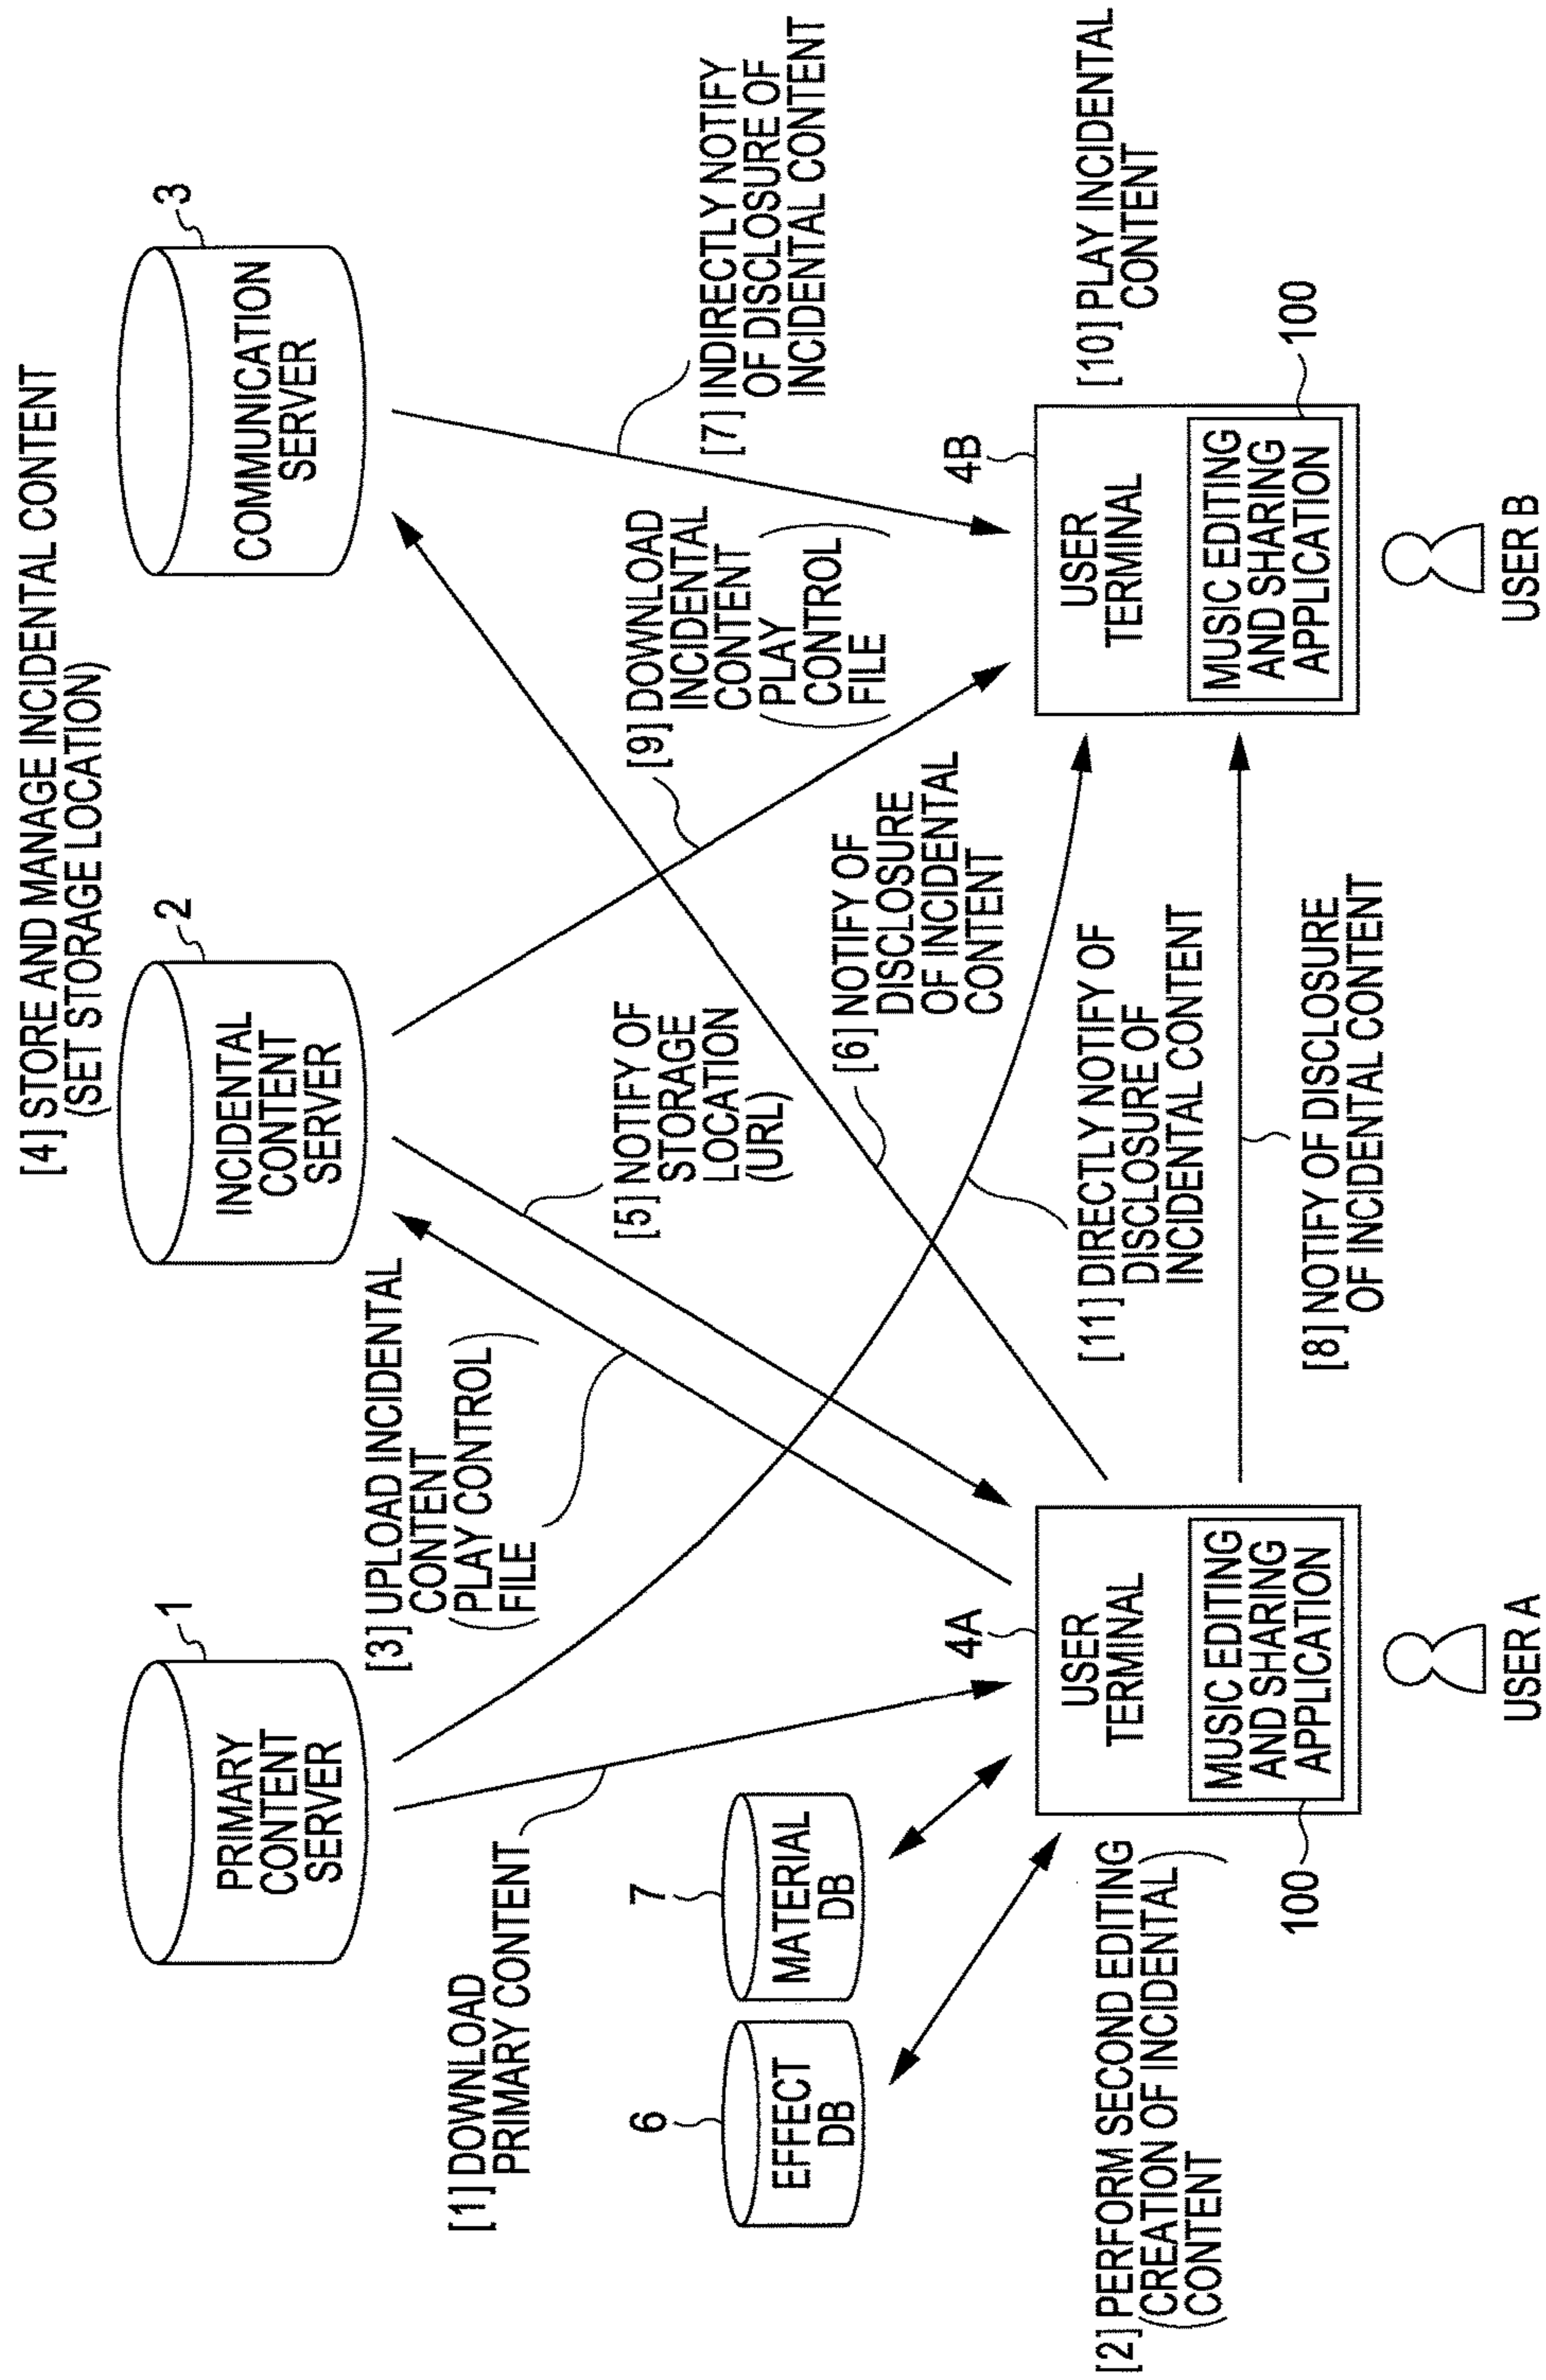 [4] STORE AND MANAGE INCIDENTAL CONTENT
(SET STORAGE LOCATION)
1
2
3
PRIMARY
CONTENT
SERVER
INCIDENTAL
CONTENT
SERVER
COMMUNICATION
SERVER
[1] DOWNLOAD
PRIMARY CONTENT
[3] UPLOAD INCIDENTAL
CONTENT
(PLAY CONTROL
FILE)
[5] NOTIFY OF
STORAGE
LOCATION
(URL)
[9] DOWNLOAD
INCIDENTAL
CONTENT
(PLAY
CONTROL
FILE)
[7] INDIRECTLY NOTIFY
OF DISCLOSURE OF
INCIDENTAL CONTENT
6
EFFECT
DB
7
MATERIAL
DB
[6] NOTIFY OF
DISCLOSURE
OF INCIDENTAL
CONTENT
4A
USER
TERMINAL
MUSIC EDITING
AND SHARING
APPLICATION
100
USER A
[2] PERFORM SECOND EDITING
(CREATION OF INCIDENTAL
CONTENT)
[11] DIRECTLY NOTIFY OF
DISCLOSURE OF
INCIDENTAL CONTENT
[8] NOTIFY OF DISCLOSURE
OF INCIDENTAL CONTENT
4B
USER
TERMINAL
MUSIC EDITING
AND SHARING
APPLICATION
100
USER B
[10] PLAY INCIDENTAL
CONTENT